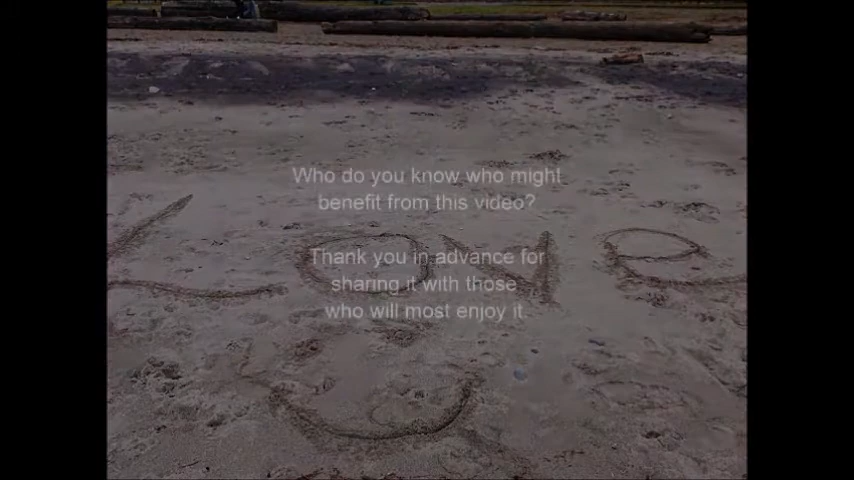 Who do you know who might
benefit from this video?
Thank you in advance for
sharing it with those
who will most enjoy it.
Love